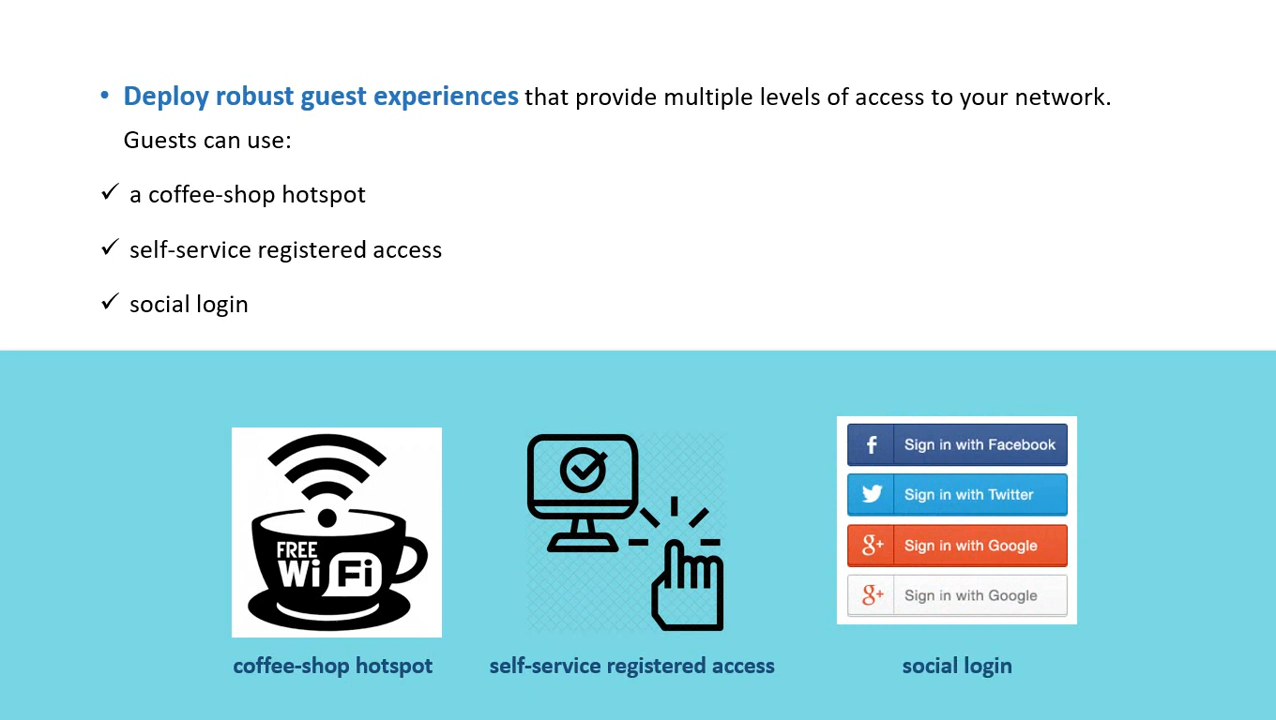 • Deploy robust guest experiences that provide multiple levels of access to your network.
Guests can use:
✓ a coffee-shop hotspot
✓ self-service registered access
✓ social login
FREE
WiFi
f Sign in with Facebook
Sign in with Twitter
g+ Sign in with Google
g+ Sign in with Google
coffee-shop hotspot
self-service registered access
social login